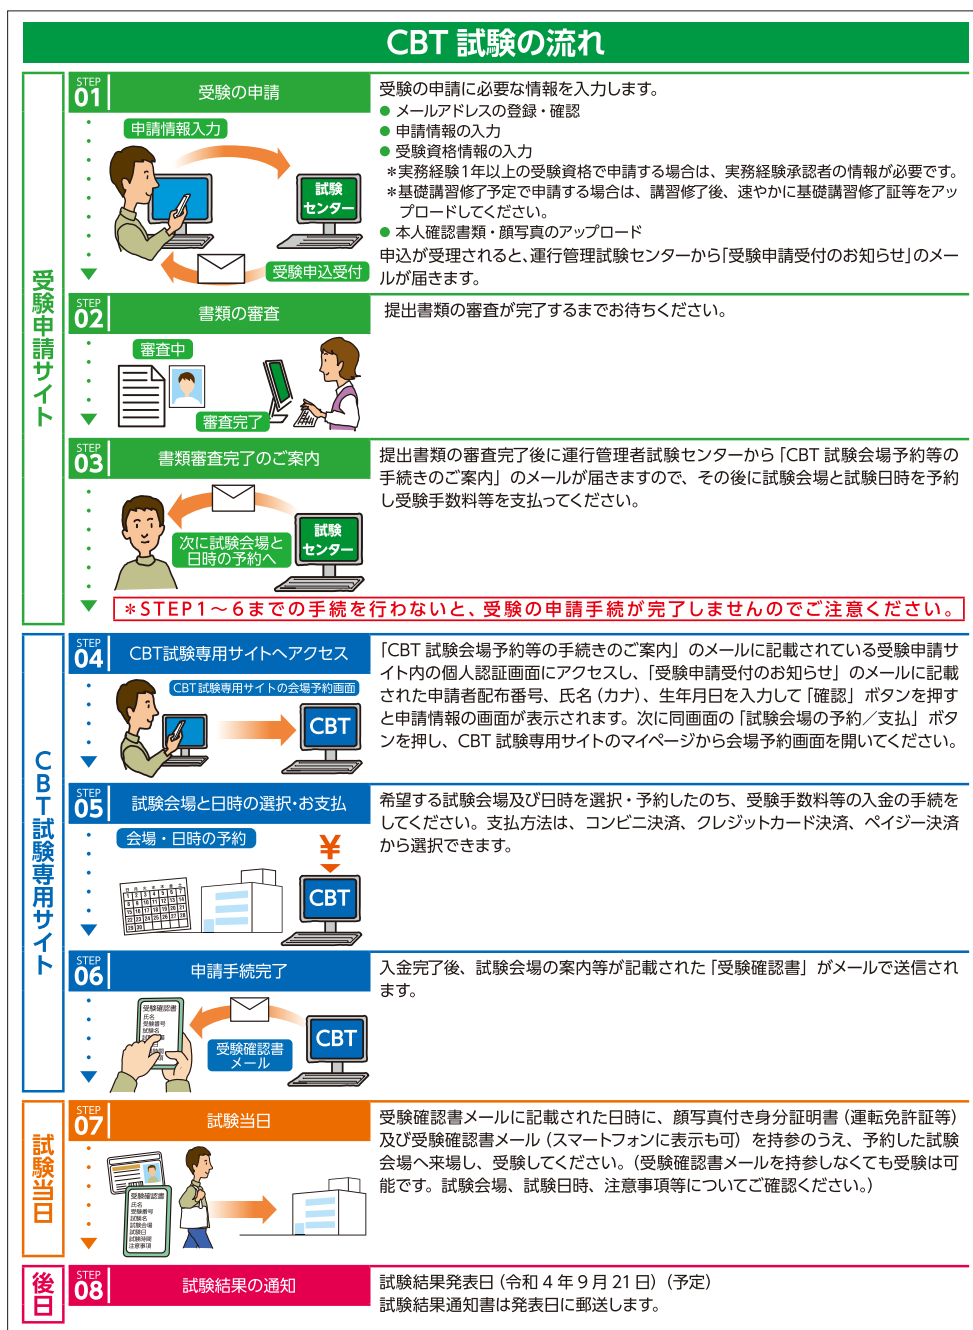 CBT 試験の流れ
受験申請サイト
STEP 01
受験の申請
申請情報入力
試験
センター
受験申込受付
受験の申請に必要な情報を入力します。
● メールアドレスの登録・確認
● 申請情報の入力
● 受験資格情報の入力
＊実務経験1年以上の受験資格で申請する場合は、実務経験承認者の情報が必要です。
＊基礎講習修了予定で申請する場合は、講習修了後、速やかに基礎講習修了証等をアッ
プロードしてください。
● 本人確認書類・顔写真のアップロード
申込が受理されると、運行管理試験センターから「受験申請受付のお知らせ」のメー
ルが届きます。
STEP 02
書類の審査
審査中
審査完了
提出書類の審査が完了するまでお待ちください。
STEP 03
書類審査完了のご案内
次に試験会場と
日時の予約へ
試験
センター
提出書類の審査完了後に運行管理者試験センターから「CBT 試験会場予約等の
手続きのご案内」のメールが届きますので、その後に試験会場と試験日時を予約
し受験手数料等を支払ってください。
＊STEP1～6までの手続を行わないと、受験の申請手続が完了しませんのでご注意ください。
CBT試験専用サイト
STEP 04
CBT試験専用サイトへアクセス
CBT試験専用サイトの会場予約画面
CBT
「CBT 試験会場予約等の手続きのご案内」のメールに記載されている受験申請サ
イト内の個人認証画面にアクセスし、「受験申請受付のお知らせ」のメールに記載
された申請者配布番号、氏名（カナ）、生年月日を入力して「確認」ボタンを押す
と申請情報の画面が表示されます。次に同画面の「試験会場の予約／支払」ボタ
ンを押し、CBT 試験専用サイトのマイページから会場予約画面を開いてください。
STEP 05
試験会場と日時の選択・お支払
会場・日時の予約
¥
CBT
希望する試験会場及び日時を選択・予約したのち、受験手数料等の入金の手続を
してください。支払方法は、コンビニ決済、クレジットカード決済、ペイジー決済
から選択できます。
STEP 06
申請手続完了
受験確認書
氏名
受験番号
試験名
受験確認書
メール
CBT
入金完了後、試験会場の案内等が記載された「受験確認書」がメールで送信され
ます。
試験当日
STEP 07
試験当日
受験確認書
氏名
受験番号
試験名
試験会場
試験日
試験時間
注意事項
受験確認書メールに記載された日時に、顔写真付き身分証明書（運転免許証等）
及び受験確認書メール（スマートフォンに表示も可）を持参のうえ、予約した試験
会場へ来場し、受験してください。（受験確認書メールを持参しなくても受験は可
能です。試験会場、試験日時、注意事項等についてご確認ください。）
後日
STEP 08
試験結果の通知
試験結果発表日（令和 4 年 9 月 21 日）（予定）
試験結果通知書は発表日に郵送します。